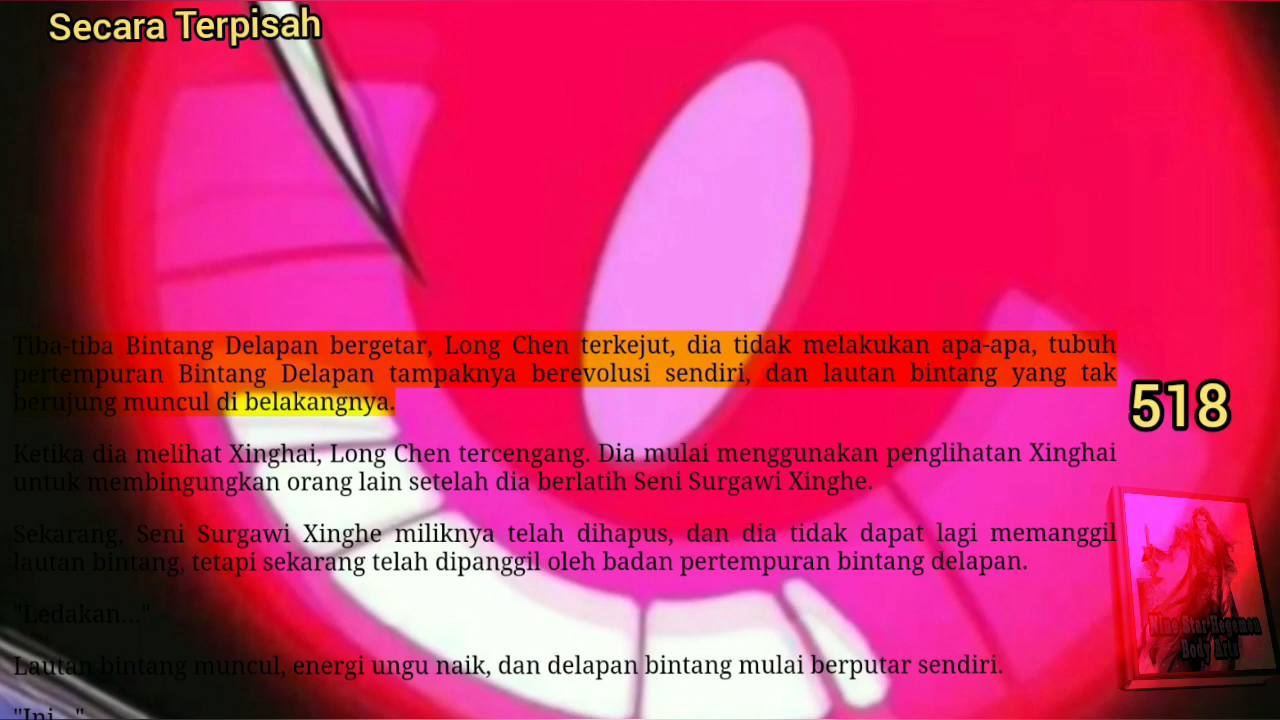 Secara Terpisah
Tiba-tiba Bintang Delapan bergetar, Long Chen terkejut, dia tidak melakukan apa-apa, tubuh
pertempuran Bintang Delapan tampaknya berevolusi sendiri, dan lautan bintang yang tak
berujung muncul di belakangnya.
518
Ketika dia melihat Xinghai, Long Chen tercengang. Dia mulai menggunakan penglihatan Xinghai
untuk membingungkan orang lain setelah dia berlatih Seni Surgawi Xinghe.
Sekarang, Seni Surgawi Xinghe miliknya telah dihapus, dan dia tidak dapat lagi memanggil
lautan bintang, tetapi sekarang telah dipanggil oleh badan pertempuran bintang delapan.
"Ledakan..."
Nine Star Hegemon
Body Arts
Lautan bintang muncul, energi ungu naik, dan delapan bintang mulai berputar sendiri.
"Ini..."